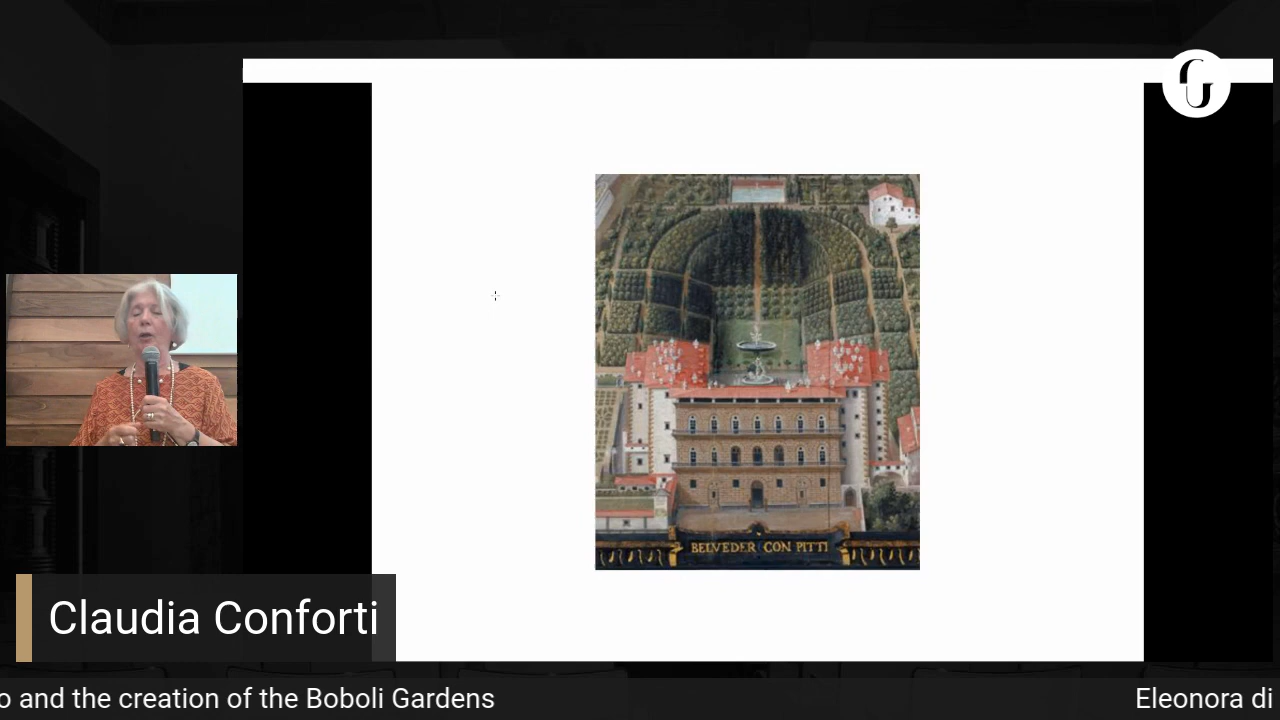 BELVEDER CON PITTI
Claudia Conforti
o and the creation of the Boboli Gardens
Eleonora di